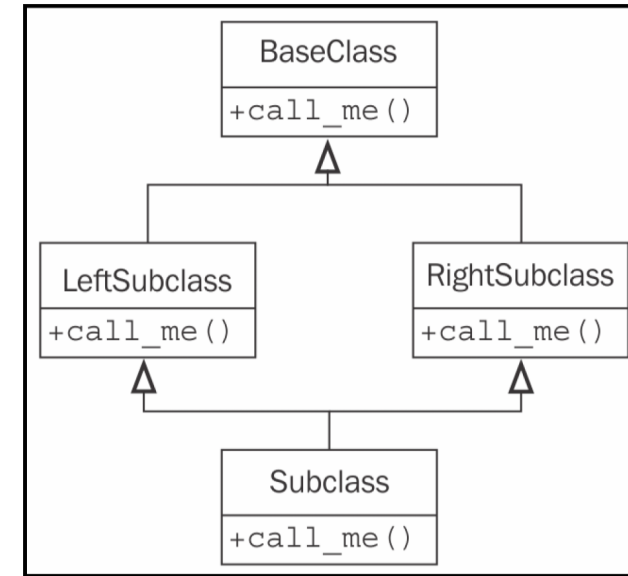 BaseClass
+call_me()
LeftSubclass
+call_me()
RightSubclass
+call_me()
Subclass
+call_me()